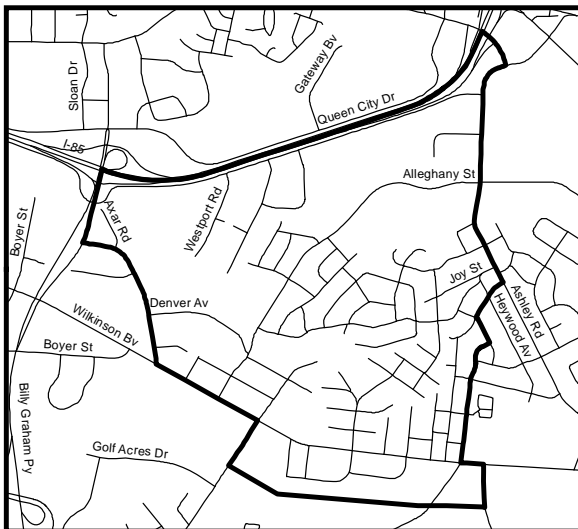 Gateway Bv
Sloan Dr
Queen City Dr
I-85
Alleghany St
Axar Rd
Westport Rd
Boyer St
Joy St
Ashley Rd
Heywood Av
Denver Av
Wilkinson Bv
Boyer St
Billy Graham Py
Golf Acres Dr